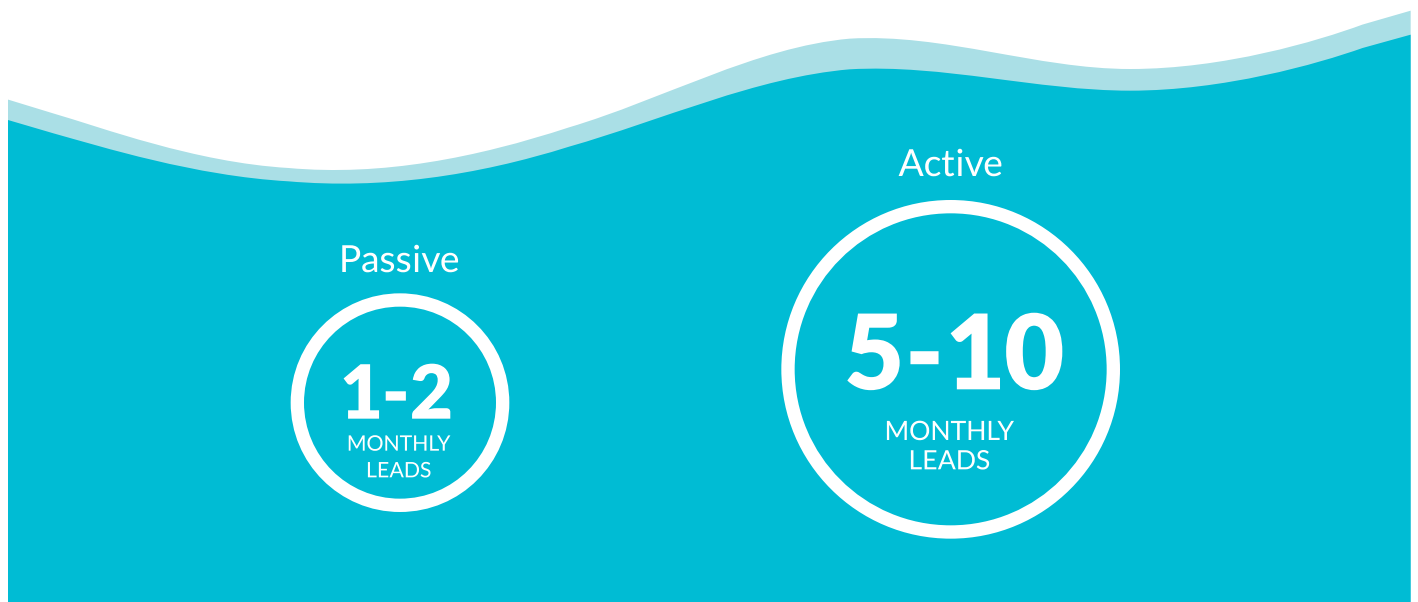 Passive
1-2
MONTHLY
LEADS
Active
5-10
MONTHLY
LEADS